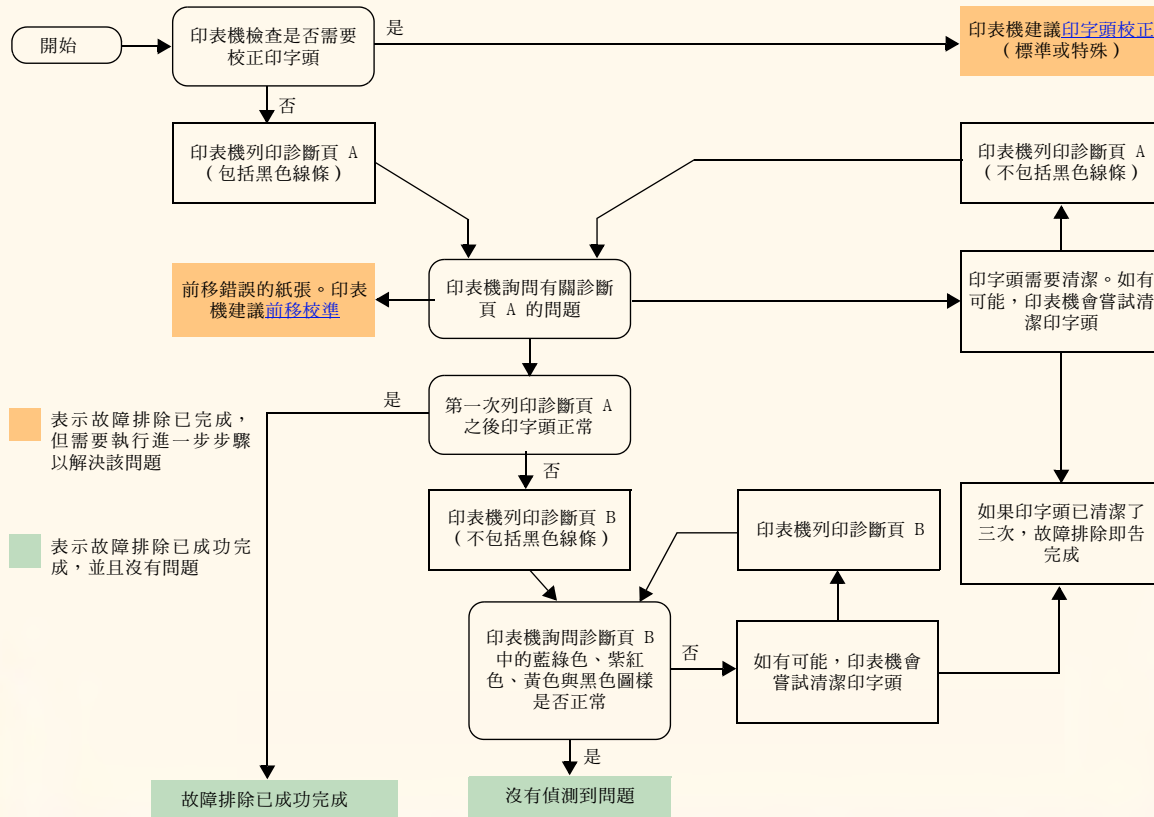 開始
印表機檢查是否需要
校正印字頭
是
印表機建議印字頭校正
(標準或特殊)
否
印表機列印診斷頁 A
(包括黑色線條)
印表機列印診斷頁 A
(不包括黑色線條)
前移錯誤的紙張。印表
機建議前移校準
印表機詢問有關診斷
頁 A 的問題
印字頭需要清潔。如有
可能,印表機會嘗試清
潔印字頭
是
第一次列印診斷頁 A
之後印字頭正常
表示故障排除已完成,
但需要執行進一步步驟
以解決該問題
否
印表機列印診斷頁 B
(不包括黑色線條)
印表機列印診斷頁 B
如果印字頭已清潔了
三次,故障排除即告
完成
表示故障排除已成功完
成,並且沒有問題
印表機詢問診斷頁 B
中的藍綠色、紫紅
色、黃色與黑色圖樣
是否正常
否
如有可能,印表機會
嘗試清潔印字頭
是
故障排除已成功完成
沒有偵測到問題